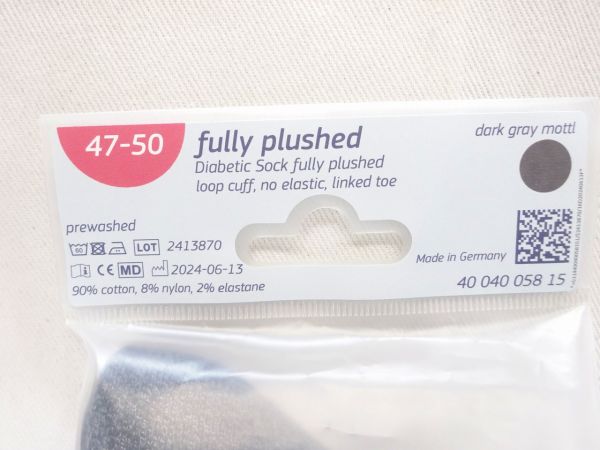 47-50
fully plushed
Diabetic Sock fully plushed
loop cuff, no elastic, linked toe
dark gray mottl
prewashed
60 LOT 2413870
CE MD 2024-06-13
90% cotton, 8% nylon, 2% elastane
Made in Germany
40 040 058 15